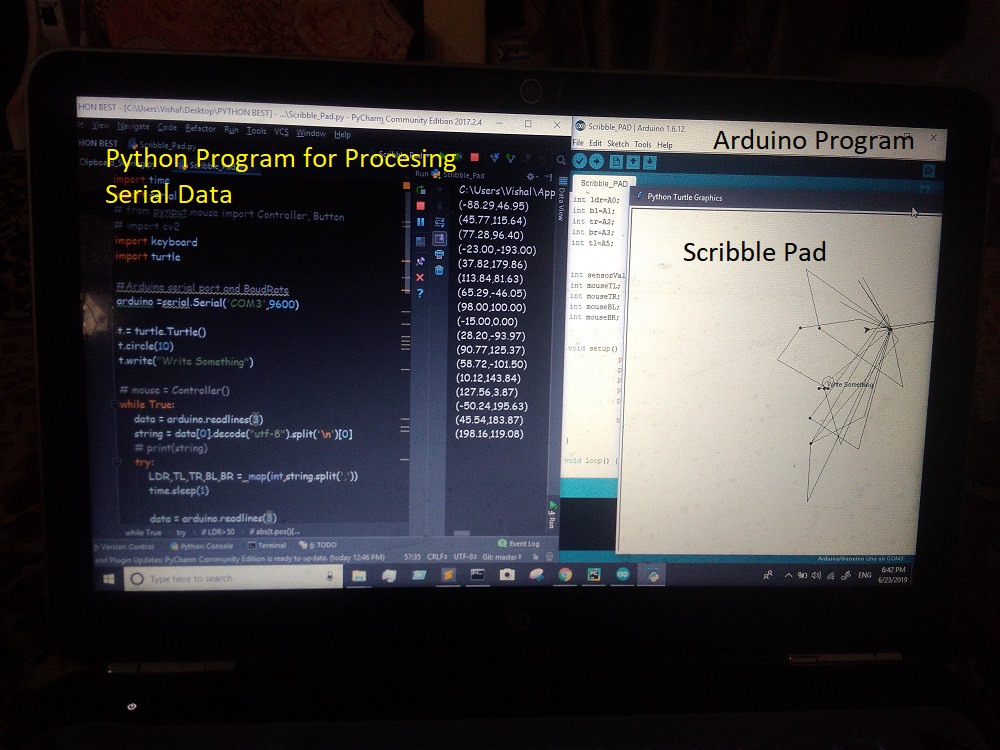 HON BEST - [C:\Users\Vishal\Desktop\PYTHON BEST] - ...\Scribble_Pad.py - PyCharm Community Edition 2017.2.4
View Navigate Code Refactor Run Tools VCS Window Help
HON BEST Scribble_Pad.py
Python Program for Procesing
Serial Data
import time
# from pynput mouse import Controller, Button
# import cv2
import keyboard
import turtle
#Arduino serial port and BaudRate
arduino =serial.Serial('COM3',9600)
t = turtle.Turtle()
t.circle(10)
t.write("Write Something")
# mouse = Controller()
while True:
data = arduino.readlines(3)
string = data[0].decode("utf-8").split('\n')[0]
# print(string)
try:
LDR,TL,TR,BL,BR = map(int,string.split(','))
time.sleep(1)
data = arduino.readlines(3)
while True try if LDR>50 if abs(t.pos()[...
Run Scribble_Pad
C:\Users\Vishal\App
(-88.29,46.95)
(45.77,115.64)
(77.28,96.40)
(-23.00,-193.00)
(37.82,179.86)
(113.84,81.63)
(65.29,-46.05)
(98.00,100.00)
(-15.00,0.00)
(28.20,-93.97)
(90.77,125.37)
(58.72,-101.50)
(10.12,143.84)
(127.56,3.87)
(-50.24,195.63)
(45.54,183.87)
(198.16,119.08)
Data View
4: Run
Version Control Python Console Terminal 6: TODO Event Log
and Plugin Updates: PyCharm Community Edition is ready to update. (today 12:46 PM) 57:35 CRLF÷ UTF-8÷ Git: master÷
Scribble_PAD | Arduino 1.6.12
File Edit Sketch Tools Help
Arduino Program
Scribble_PAD
int ldr=A0;
int bl=A1;
int tr=A2;
int br=A3;
int tl=A5;
int sensorVal
int mouseTL;
int mouseTR;
int mouseBL;
int mouseBR;
void setup()
}
void loop() {
Python Turtle Graphics
Scribble Pad
Write Something
Arduino/Genuino Uno on COM3
Type here to search
ENG
6:42 PM
6/23/2019